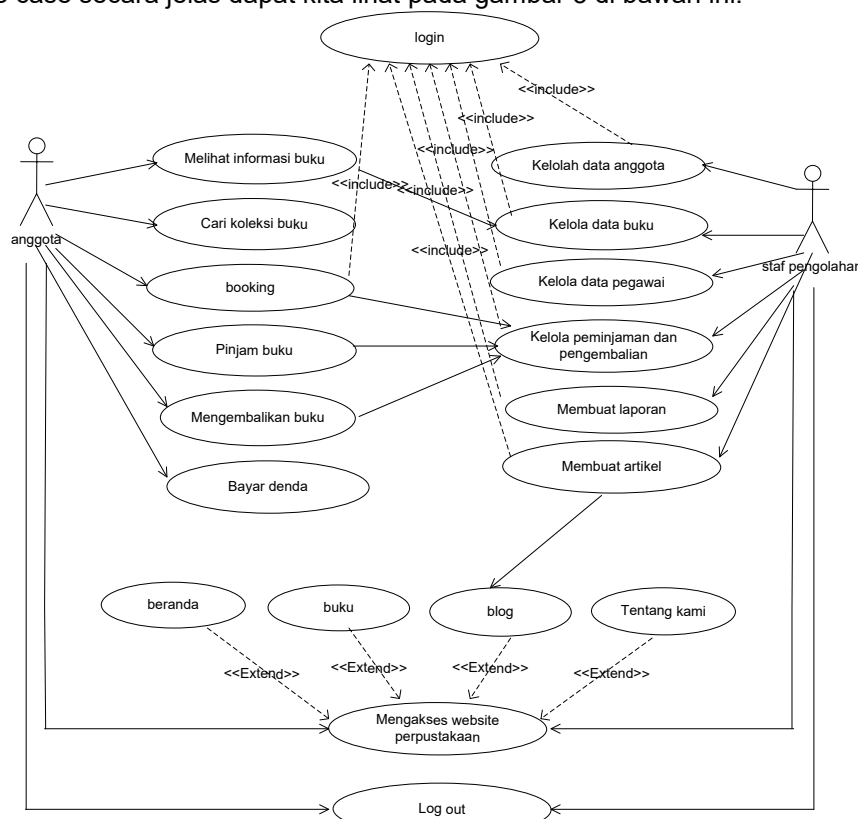 case secara jelas dapat kita lihat pada gambar 3 di bawah ini.
login
<<include>>
<<include>>
Melihat informasi buku
<<include>>
Kelolah data anggota
<<include>>
<<include>>
Cari koleksi buku
Kelola data buku
anggota
<<include>>
staf pengolahan
booking
Kelola data pegawai
Pinjam buku
Kelola peminjaman dan
pengembalian
Mengembalikan buku
Membuat laporan
Membuat artikel
Bayar denda
beranda
buku
blog
Tentang kami
<<Extend>>
<<Extend>>
<<Extend>>
<<Extend>>
Mengakses website
perpustakaan
Log out